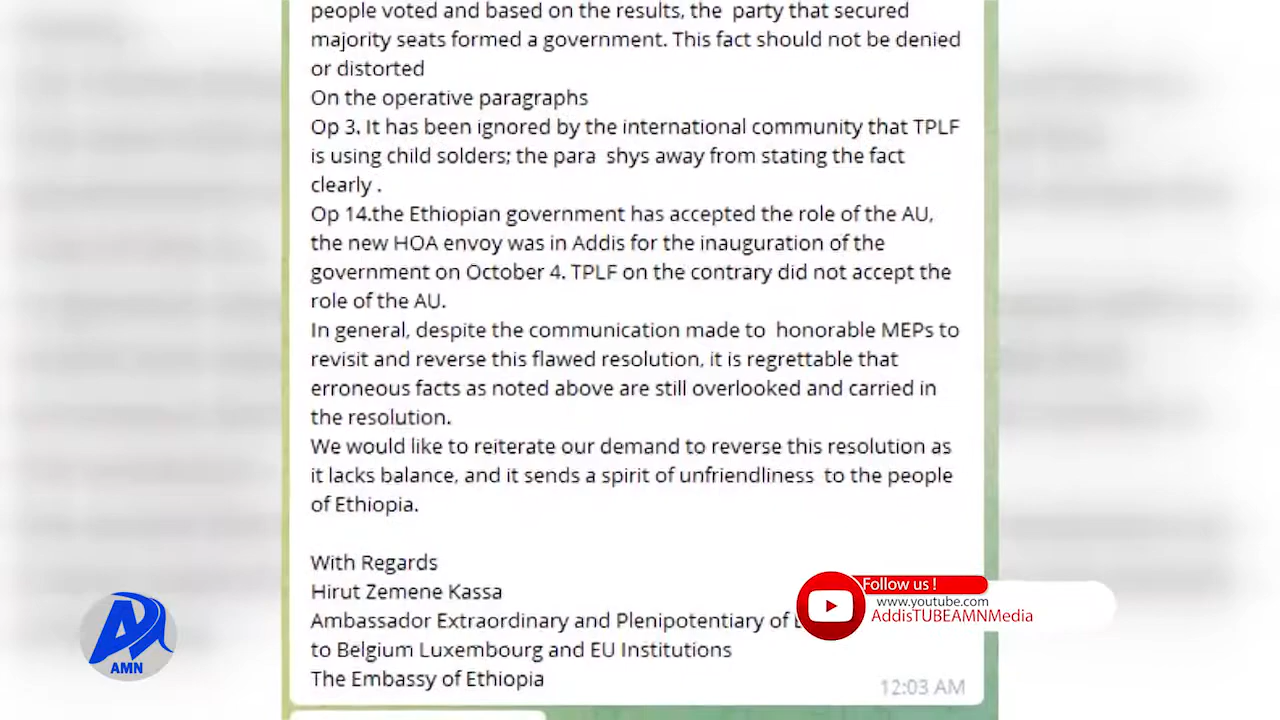 people voted and based on the results, the party that secured
majority seats formed a government. This fact should not be denied
or distorted
On the operative paragraphs
Op 3. It has been ignored by the international community that TPLF
is using child solders; the para shys away from stating the fact
clearly .
Op 14.the Ethiopian government has accepted the role of the AU,
the new HOA envoy was in Addis for the inauguration of the
government on October 4. TPLF on the contrary did not accept the
role of the AU.
In general, despite the communication made to honorable MEPs to
revisit and reverse this flawed resolution, it is regrettable that
erroneous facts as noted above are still overlooked and carried in
the resolution.
We would like to reiterate our demand to reverse this resolution as
it lacks balance, and it sends a spirit of unfriendliness to the people
of Ethiopia.
With Regards
Hirut Zemene Kassa
Ambassador Extraordinary and Plenipotentiary of
to Belgium Luxembourg and EU Institutions
The Embassy of Ethiopia
12:03 AM
Follow us !
www.youtube.com
AddisTUBEAMNMedia
AMN